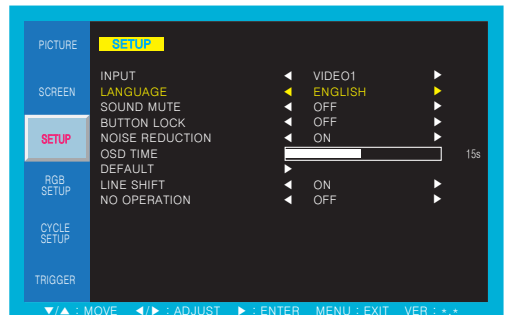 PICTURE
SCREEN
SETUP
RGB
SETUP
CYCLE
SETUP
TRIGGER
SETUP
INPUT ◀ VIDEO1 ▶
LANGUAGE ◀ ENGLISH ▶
SOUND MUTE ◀ OFF ▶
BUTTON LOCK ◀ OFF ▶
NOISE REDUCTION ◀ ON ▶
OSD TIME 15s
DEFAULT ▶
LINE SHIFT ◀ ON ▶
NO OPERATION ◀ OFF ▶
▼/▲ : MOVE ◀/▶ : ADJUST ▶ : ENTER MENU : EXIT VER : *.*